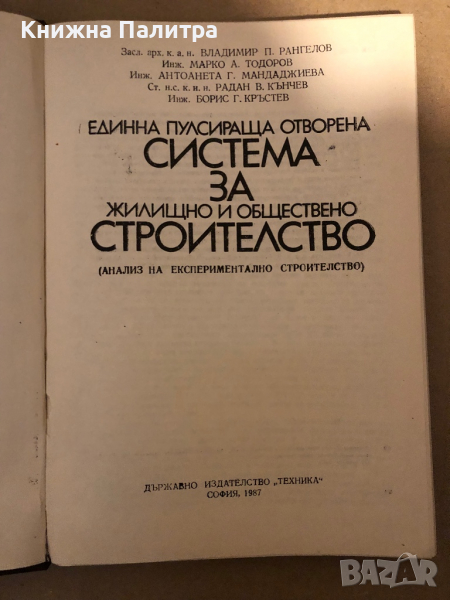 Книжна Палитра
Засл. арх. к. а. н. ВЛАДИМИР П. РАНГЕЛОВ
Инж. МАРКО А. ТОДОРОВ
Инж. АНТОАНЕТА Г. МАНДАДЖИЕВА
Ст. н.с. к. и. н. РАДАН В. КЪНЧЕВ
Инж. БОРИС Г. КРЪСТЕВ
ЕДИННА ПУЛСИРАЩА ОТВОРЕНА
СИСТЕМА
ЗА
ЖИЛИЩНО И ОБЩЕСТВЕНО
СТРОИТЕЛСТВО
(АНАЛИЗ НА ЕКСПЕРИМЕНТАЛНО СТРОИТЕЛСТВО)
ДЪРЖАВНО ИЗДАТЕЛСТВО „ТЕХНИКА“
СОФИЯ, 1987
BAZAR